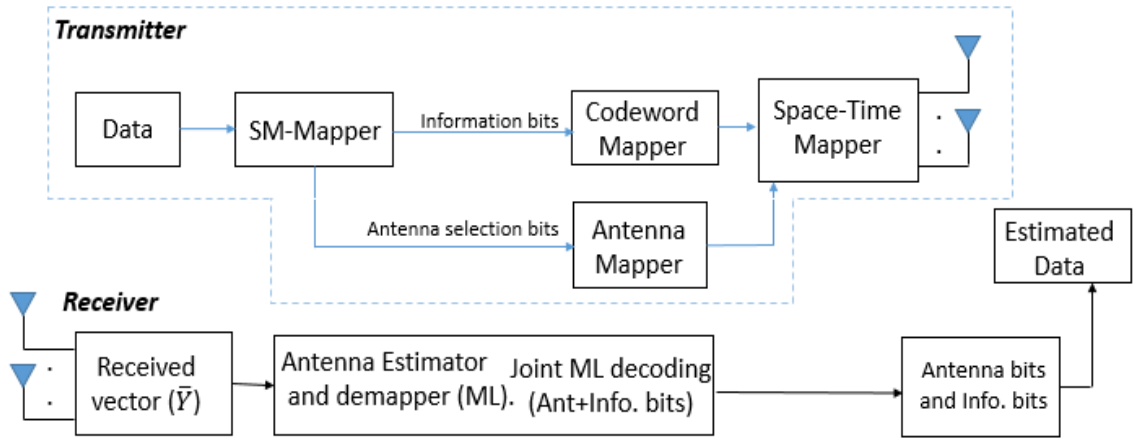 Transmitter
Data
SM-Mapper
Information bits
Codeword
Mapper
Space-Time
Mapper
Antenna selection bits
Antenna
Mapper
Estimated
Data
Receiver
Received
vector (Ȳ)
Antenna Estimator
and demapper (ML).
Joint ML decoding
(Ant+Info. bits)
Antenna bits
and Info. bits